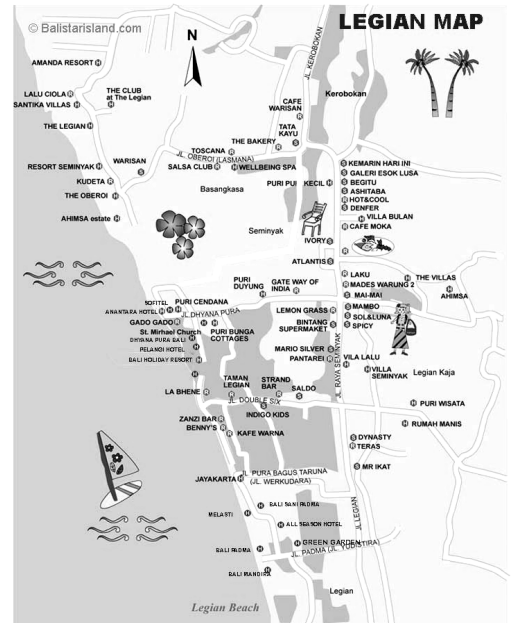 © Balistarisland.com
LEGIAN MAP
N
JL. KEROBOKAN
AMANDA RESORT H
LALU CIOLA R
THE CLUB
at The Legian
H
SANTIKA VILLAS H
Kerobokan
CAFE
WARISAN
R
THE LEGIAN H
TATA
KAYU
S
THE BAKERY R
TOSCANA
R
JL. OBEROI (LASMANA)
WARISAN
S
RESORT SEMINYAK H
SALSA CLUB R
H WELLBEING SPA
S KEMARIN HARI INI
S GALERI ESOK LUSA
KUDETA R
PURI PUI KECIL H
S BEGITU
Basangkasa
S ASHITABA
THE OBEROI H
R HOT&COOL
S DENFER
AHIMSA estate H
H VILLA BULAN
R CAFE MOKA
Seminyak
IVORY S
R
ATLANTIS S
R LAKU
H THE VILLAS
PURI
DUYUNG
H
GATE WAY OF
INDIA R
R MADES WARUNG 2
S MAI-MAI
H
AHIMSA
SOFITEL
PURI CENDANA
ANANTARA HOTEL H H H
JL. DHYANA PURA
LEMON GRASS R
S MAMBO
S SOL&LUNA
GADO GADO R
H H
BINTANG
SUPERMAKET S
S SPICY
St. Mirhael Church
PURI BUNGA
COTTAGES
DHYANA PURA BALI H
PELANGI HOTEL H
MARIO SILVER S
BALI HOLIDAY RESORT H
PANTAREI R
VILA LALU
H
JL. RAYA SEMINYAK
H VILLA
SEMINYAK
Legian Kaja
H
TAMAN
LEGIAN
H
STRAND
BAR
R
SALDO
S
LA BHENE R
JL. DOUBLE SIX
S
INDIGO KIDS
H PURI WISATA
ZANZI BAR R
BENNY'S R
R KAFE WARNA
H RUMAH MANIS
S DYNASTY
R TERAS
S MR IKAT
JAYAKARTA H
JL. PURA BAGUS TARUNA
(JL. WERKUDARA)
JL. LEGIAN
H BALI SANI PADMA
MELASTI H
H ALL SEASON HOTEL
H GREEN GARDEN
BALI PADMA H
JL. PADMA (JL. YUDISTIRA)
BALI MANDIRA H
Legian
Legian Beach